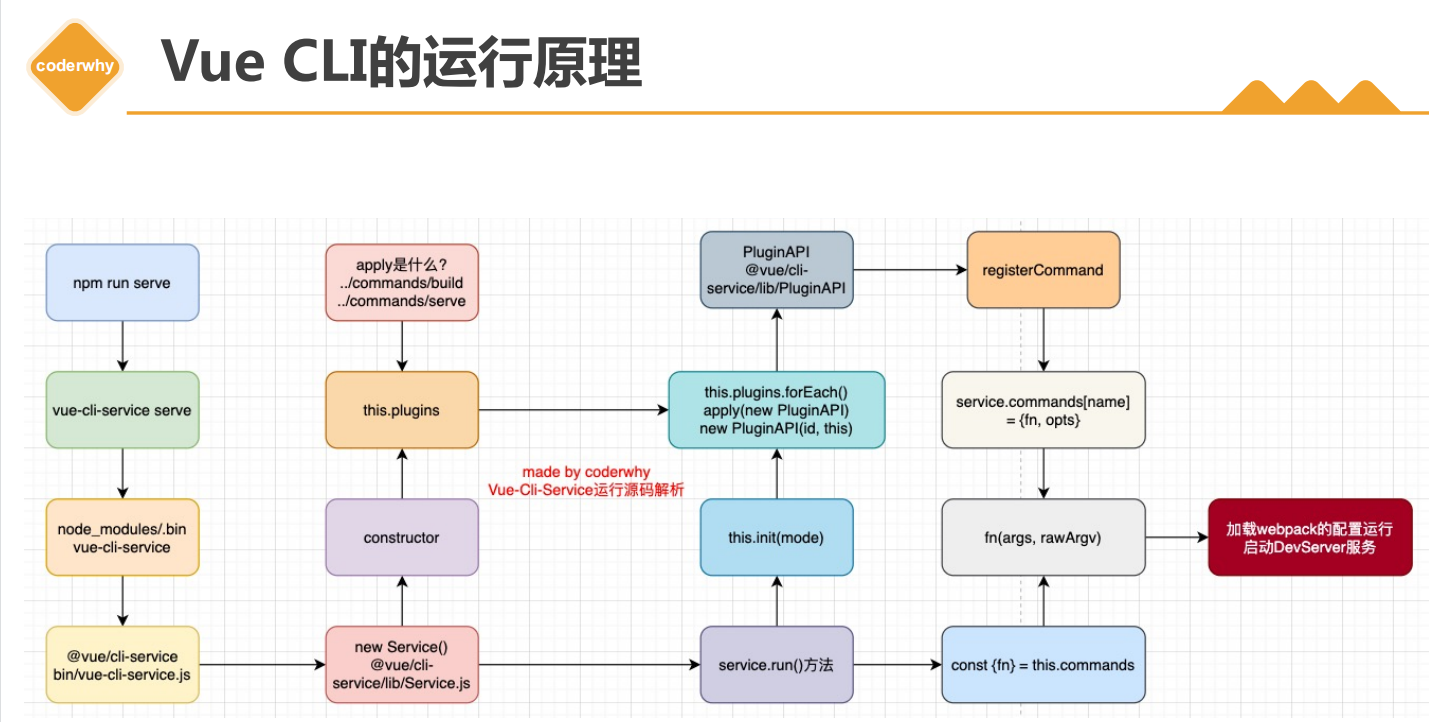 coderwhy
Vue CLI的运行原理
npm run serve
vue-cli-service serve
node_modules/.bin
vue-cli-service
@vue/cli-service
bin/vue-cli-service.js
apply是什么?
../commands/build
../commands/serve
this.plugins
constructor
new Service()
@vue/cli-
service/lib/Service.js
made by coderwhy
Vue-Cli-Service运行源码解析
PluginAPI
@vue/cli-
service/lib/PluginAPI
this.plugins.forEach()
apply(new PluginAPI)
new PluginAPI(id, this)
this.init(mode)
service.run()方法
registerCommand
service.commands[name]
= {fn, opts}
fn(args, rawArgv)
const {fn} = this.commands
加载webpack的配置运行
启动DevServer服务